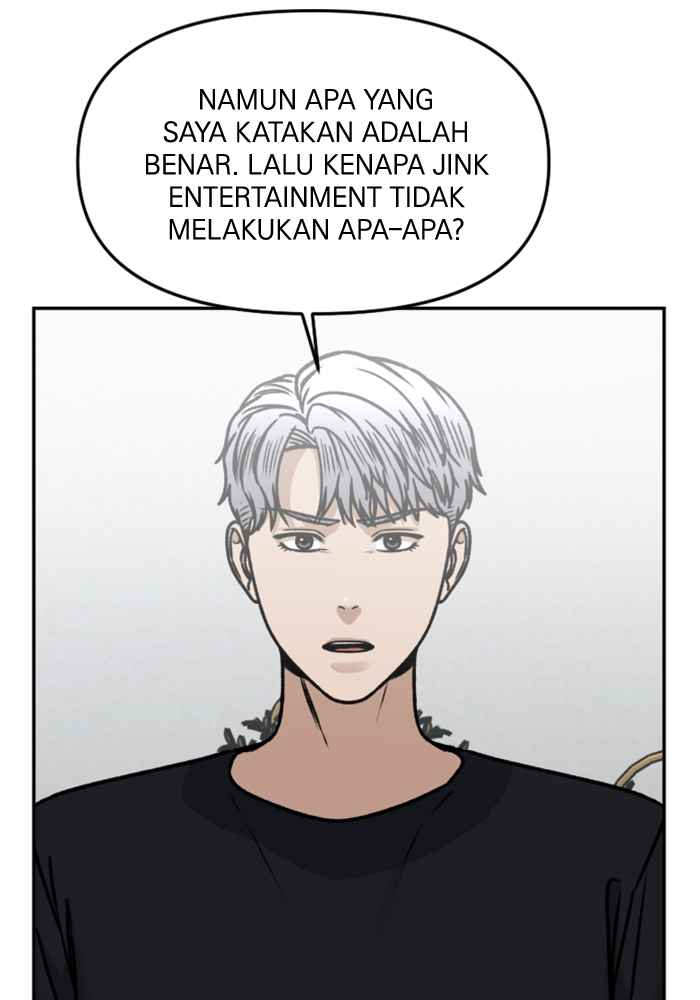 NAMUN APA YANG
SAYA KATAKAN ADALAH
BENAR. LALU KENAPA JINK
ENTERTAINMENT TIDAK
MELAKUKAN APA-APA?